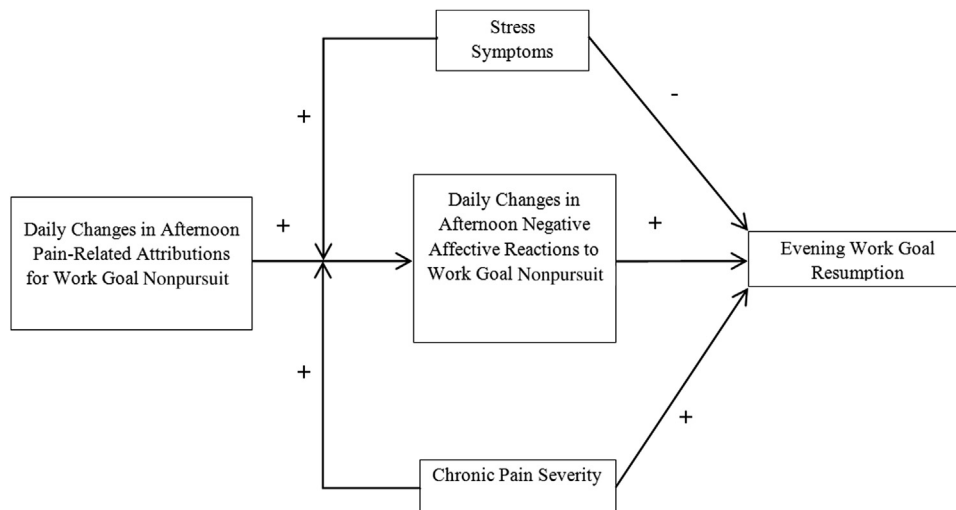 Stress
Symptoms
-
+
Daily Changes in Afternoon
Pain-Related Attributions
for Work Goal Nonpursuit
+
Daily Changes in
Afternoon Negative
Affective Reactions to
Work Goal Nonpursuit
+
Evening Work Goal
Resumption
+
+
Chronic Pain Severity